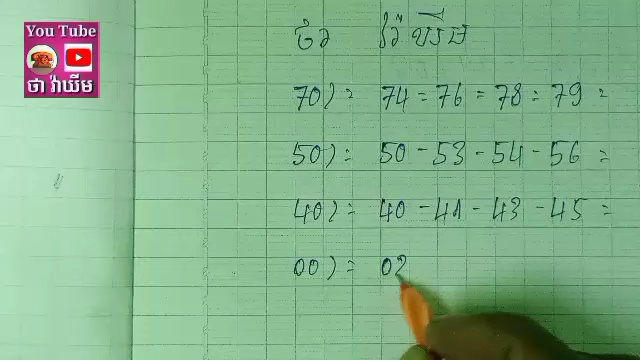 You Tube
ថា វ៉ាយីម
70) = 74 = 76 = 78 = 79 =
50) = 50 - 53 - 54 - 56 =
40) = 40 - 41 - 43 - 45 =
00) = 02